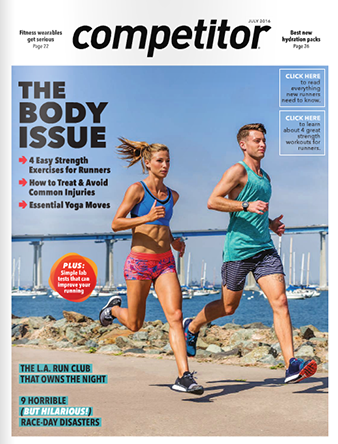 Fitness wearables
get serious
Page 22
competitor
JULY 2016
Best new
hydration packs
Page 26
THE
BODY
ISSUE
4 Easy Strength
Exercises for Runners
How to Treat & Avoid
Common Injuries
Essential Yoga Moves
CLICK HERE
to read
everything
new runners
need to know.
CLICK HERE
to learn
about 4 great
strength
workouts for
runners.
PLUS:
Simple lab
tests that can
improve your
running
THE L.A. RUN CLUB
THAT OWNS THE NIGHT
9 HORRIBLE
(BUT HILARIOUS!)
RACE-DAY DISASTERS